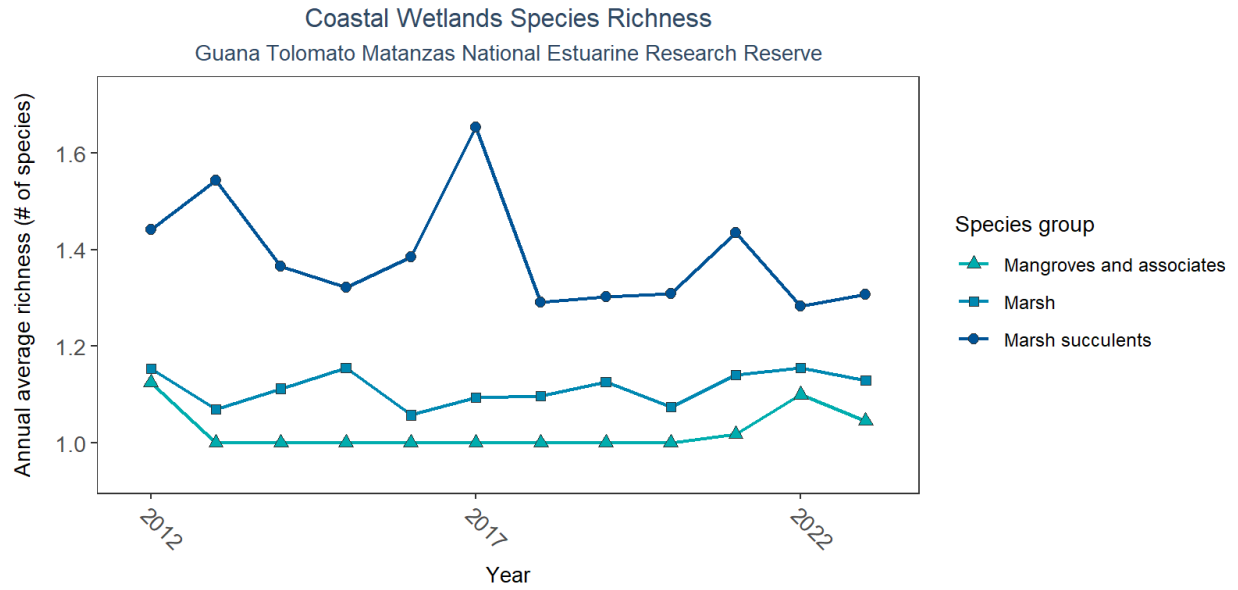 Coastal Wetlands Species Richness
Guana Tolomato Matanzas National Estuarine Research Reserve
Annual average richness (# of species)
1.6
1.4
1.2
1.0
2012
2017
2022
Year
Species group
Mangroves and associates
Marsh
Marsh succulents